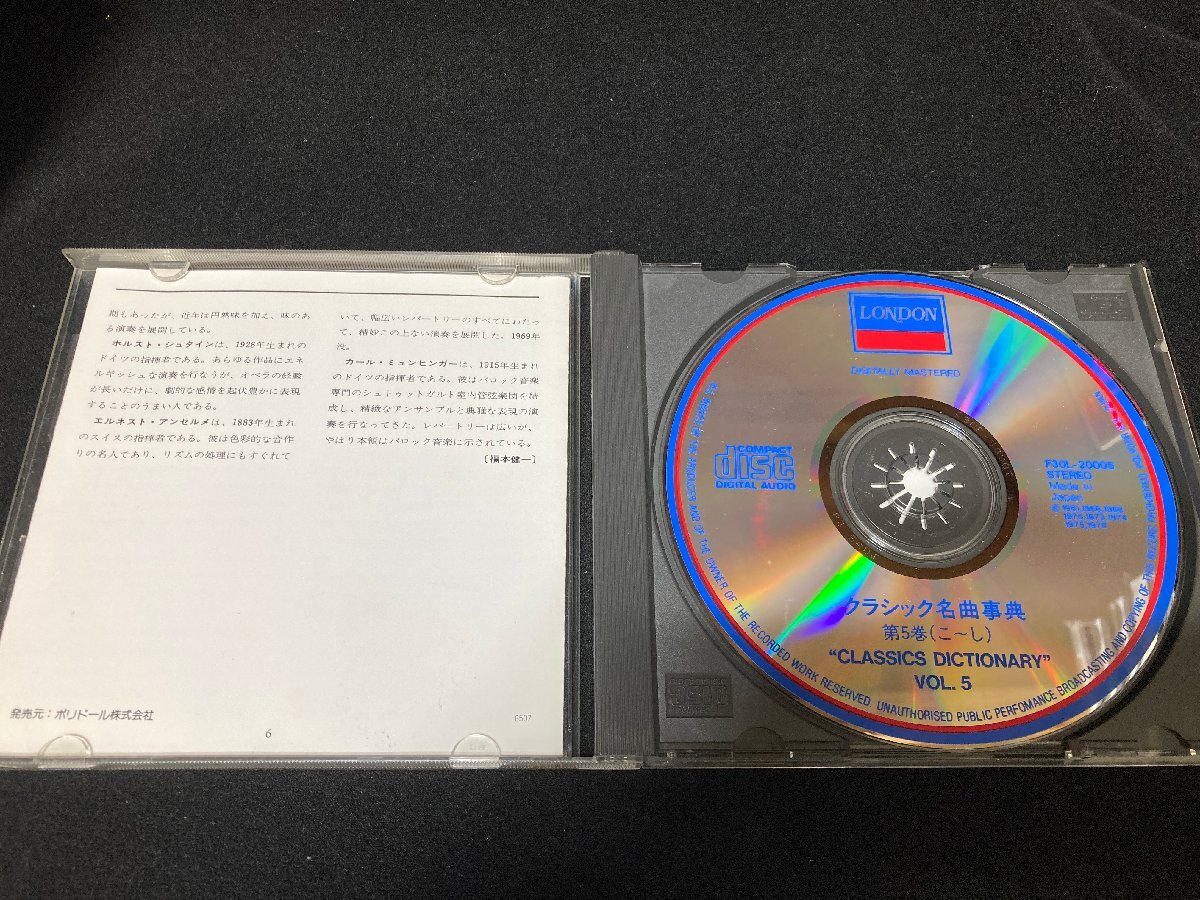 期もあったが、近年は円熟味を加え、味のあ
る演奏を展開している。
ホルスト・シュタインは、1928年生まれの
ドイツの指揮者である。あらゆる作品にエネ
ルギッシュな演奏を行なうが、オペラの経験
が長いだけに、劇的な感情を起伏豊かに表現
することのうまい人である。
エルネスト・アンセルメは、1883年生まれ
のスイスの指揮者である。彼は色彩的な音作
りの名人であり、リズムの処理にもすぐれて
いて、幅広いレパートリーのすべてにわたっ
て、精妙この上ない演奏を展開した。1969年
没。
カール・ミュンヒンガーは、1915年生まれ
のドイツの指揮者である。彼はバロック音楽
専門のシュトゥットガルト室内管弦楽団を結
成し、精緻なアンサンブルと典雅な表現の演
奏を行なってきた。レパートリーは広いが、
やはり本領はバロック音楽に示されている。
〔福本健一〕
発売元：ポリドール株式会社
6
LONDON
DIGITALLY MASTERED
COMPACT
disc
DIGITAL AUDIO
F30L-20005
STEREO
Made in
Japan
クラシック名曲事典
第5巻(こ～し)
"CLASSICS DICTIONARY"
VOL. 5
OF THE OWNER OF THE RECORDED WORK RESERVED. UNAUTHORISED PUBLIC PERFOMANCE BROADCASTING AND COPYING OF THIS RECORD